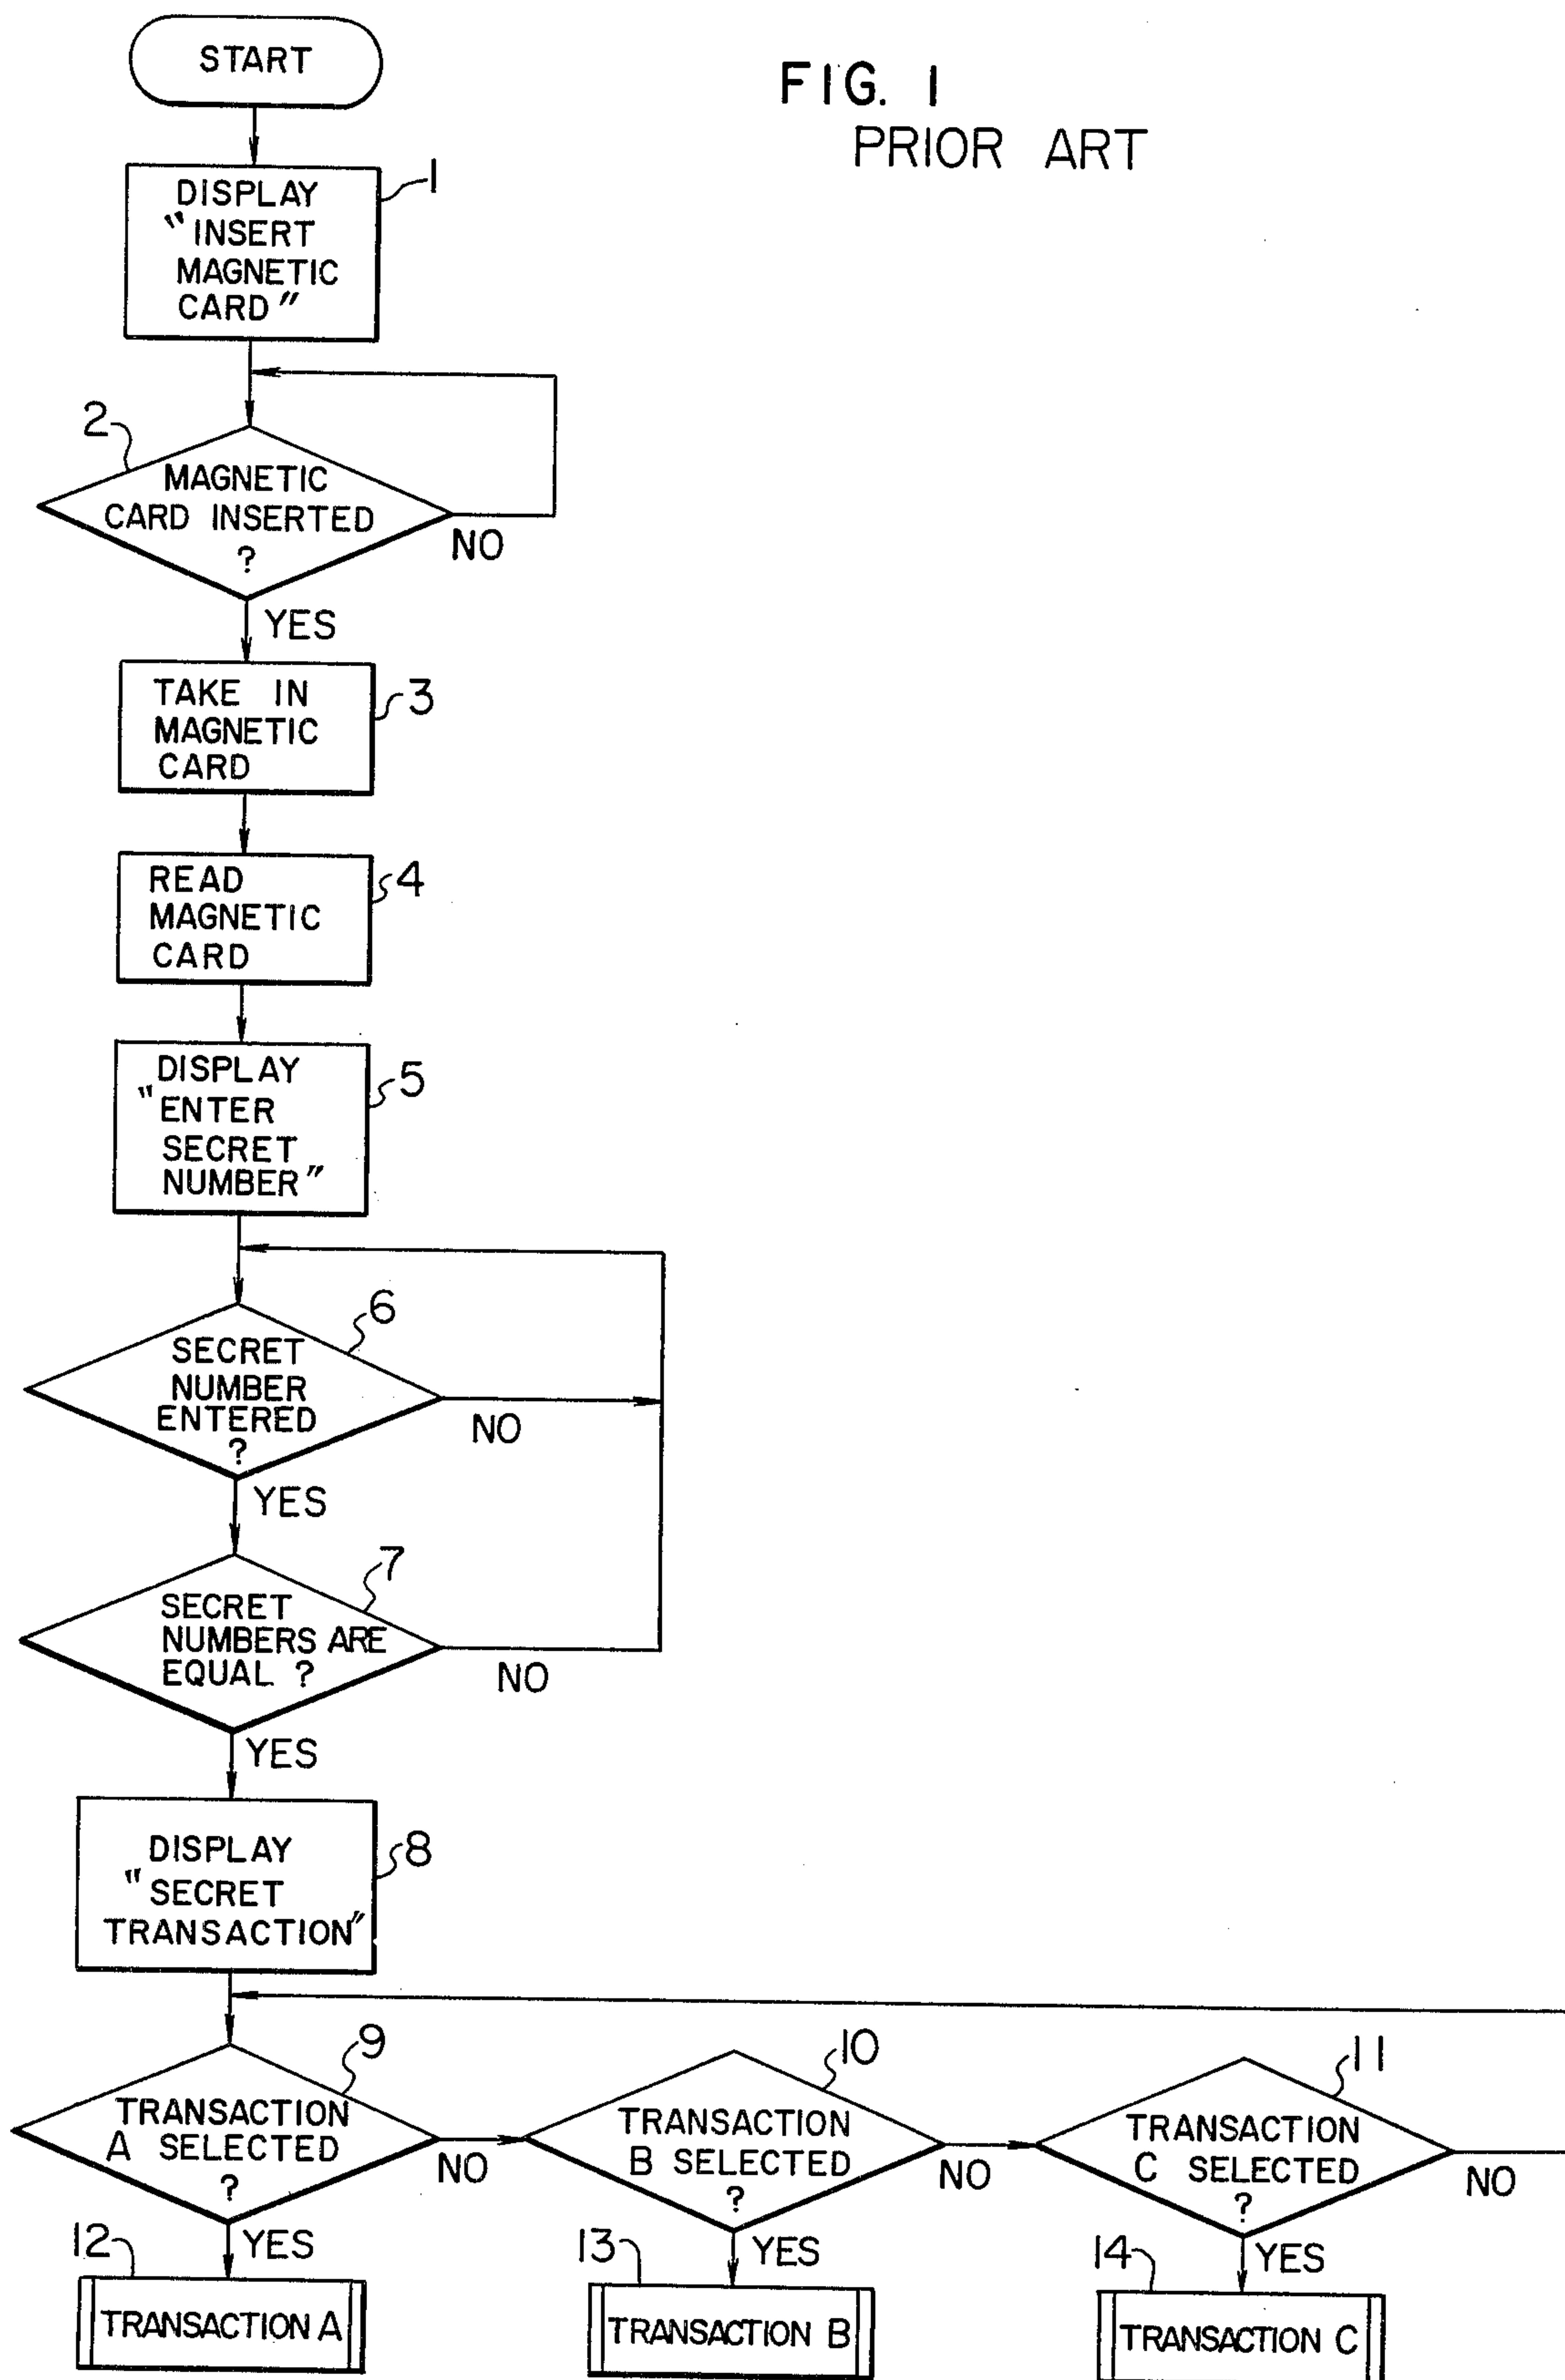 START
FIG. 1
PRIOR ART
DISPLAY
"INSERT
MAGNETIC
CARD"
1
2
MAGNETIC
CARD INSERTED
?
NO
YES
TAKE IN
MAGNETIC
CARD
3
READ
MAGNETIC
CARD
4
DISPLAY
"ENTER
SECRET
NUMBER"
5
6
SECRET
NUMBER
ENTERED
?
NO
YES
7
SECRET
NUMBERS ARE
EQUAL ?
NO
YES
DISPLAY
"SECRET
TRANSACTION"
8
9
TRANSACTION
A SELECTED
?
NO
YES
10
TRANSACTION
B SELECTED
?
NO
YES
11
TRANSACTION
C SELECTED
?
NO
YES
12
TRANSACTION A
13
TRANSACTION B
14
TRANSACTION C